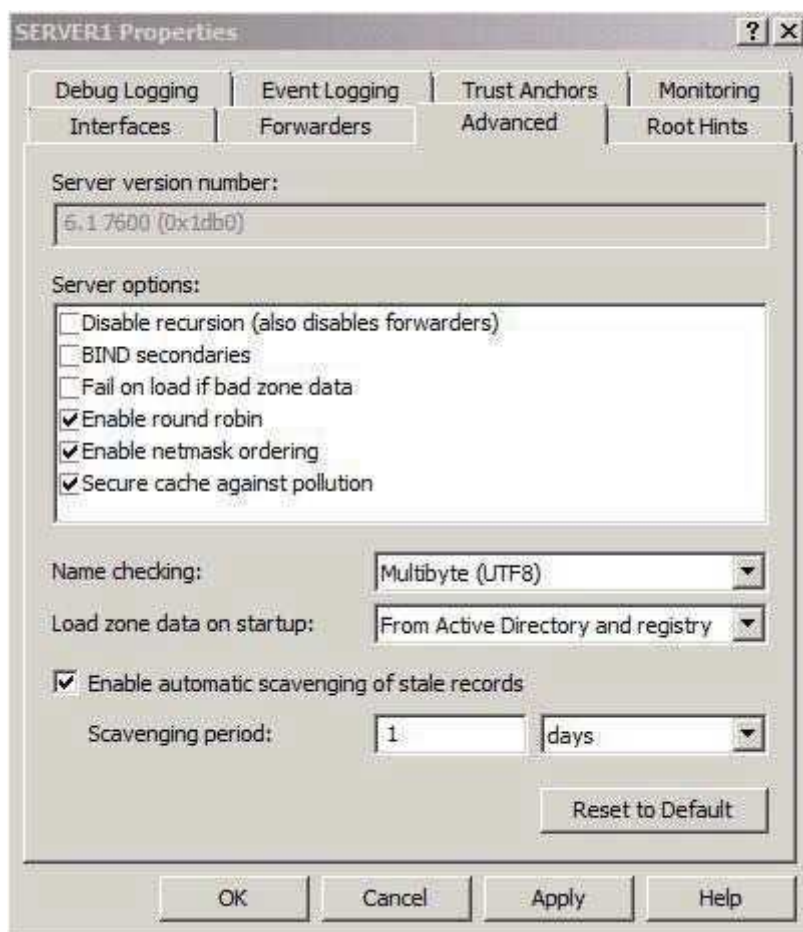 SERVER1 Properties
Debug Logging Event Logging Trust Anchors Monitoring
Interfaces Forwarders Advanced Root Hints
Server version number:
6.1 7600 (0x1db0)
Server options:
Disable recursion (also disables forwarders)
BIND secondaries
Fail on load if bad zone data
Enable round robin
Enable netmask ordering
Secure cache against pollution
Name checking: Multibyte (UTF8)
Load zone data on startup: From Active Directory and registry
Enable automatic scavenging of stale records
Scavenging period: 1 days
Reset to Default
OK Cancel Apply Help